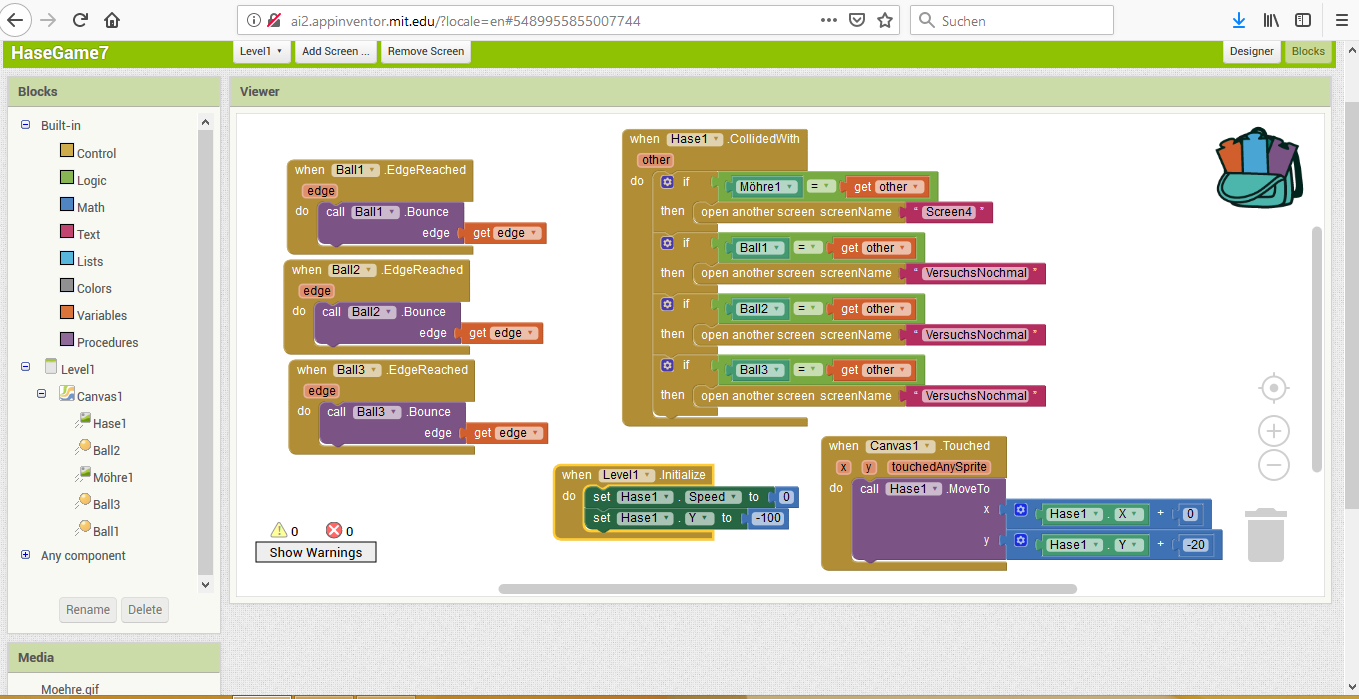 ai2.appinventor.mit.edu/?locale=en#5489955855007744
Suchen
HaseGame7
Level1
Add Screen ...
Remove Screen
Designer
Blocks
Blocks
Built-in
Control
Logic
Math
Text
Lists
Colors
Variables
Procedures
Level1
Canvas1
Hase1
Ball2
Möhre1
Ball3
Ball1
Any component
Rename
Delete
Media
Moehre.gif
Viewer
when Ball1 .EdgeReached
edge
do call Ball1 .Bounce
edge get edge
when Ball2 .EdgeReached
edge
do call Ball2 .Bounce
edge get edge
when Ball3 .EdgeReached
edge
do call Ball3 .Bounce
edge get edge
0 0
Show Warnings
when Hase1 .CollidedWith
other
do if Möhre1 = get other
then open another screen screenName “ Screen4 ”
if Ball1 = get other
then open another screen screenName “ VersuchsNochmal ”
if Ball2 = get other
then open another screen screenName “ VersuchsNochmal ”
if Ball3 = get other
then open another screen screenName “ VersuchsNochmal ”
when Level1 .Initialize
do set Hase1 . Speed to 0
set Hase1 . Y to -100
when Canvas1 .Touched
x y touchedAnySprite
do call Hase1 .MoveTo
x Hase1 . X + 0
y Hase1 . Y + -20